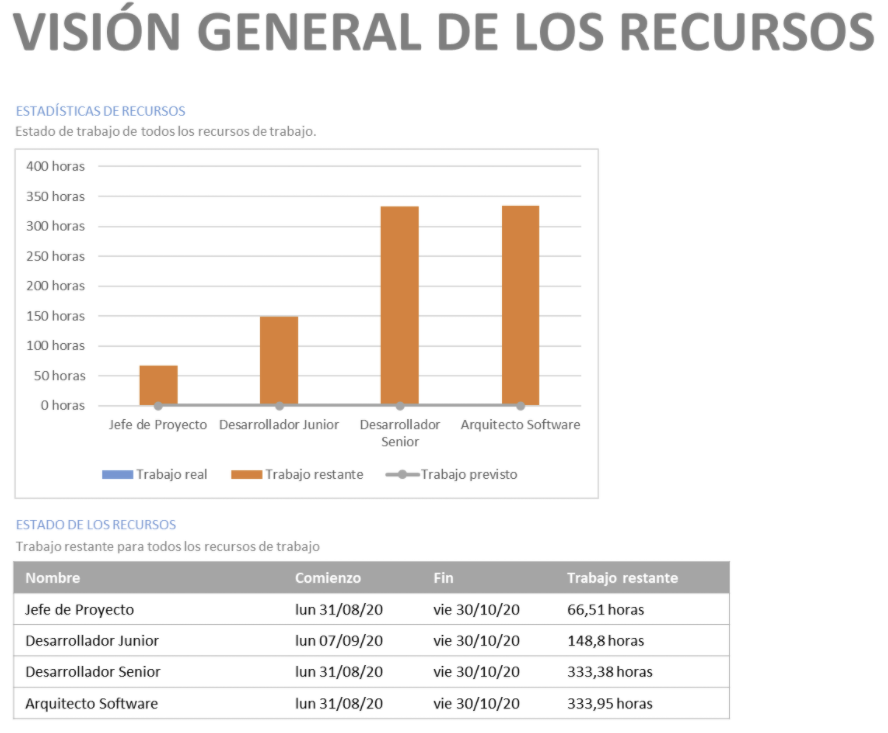 VISIÓN GENERAL DE LOS RECURSOS
ESTADÍSTICAS DE RECURSOS
Estado de trabajo de todos los recursos de trabajo.
400 horas
350 horas
300 horas
250 horas
200 horas
150 horas
100 horas
50 horas
0 horas
Jefe de Proyecto Desarrollador Junior Desarrollador Arquitecto Software
Senior
Trabajo real Trabajo restante Trabajo previsto
ESTADO DE LOS RECURSOS
Trabajo restante para todos los recursos de trabajo
Nombre Comienzo Fin Trabajo restante
Jefe de Proyecto lun 31/08/20 vie 30/10/20 66,51 horas
Desarrollador Junior lun 07/09/20 vie 30/10/20 148,8 horas
Desarrollador Senior lun 31/08/20 vie 30/10/20 333,38 horas
Arquitecto Software lun 31/08/20 vie 30/10/20 333,95 horas